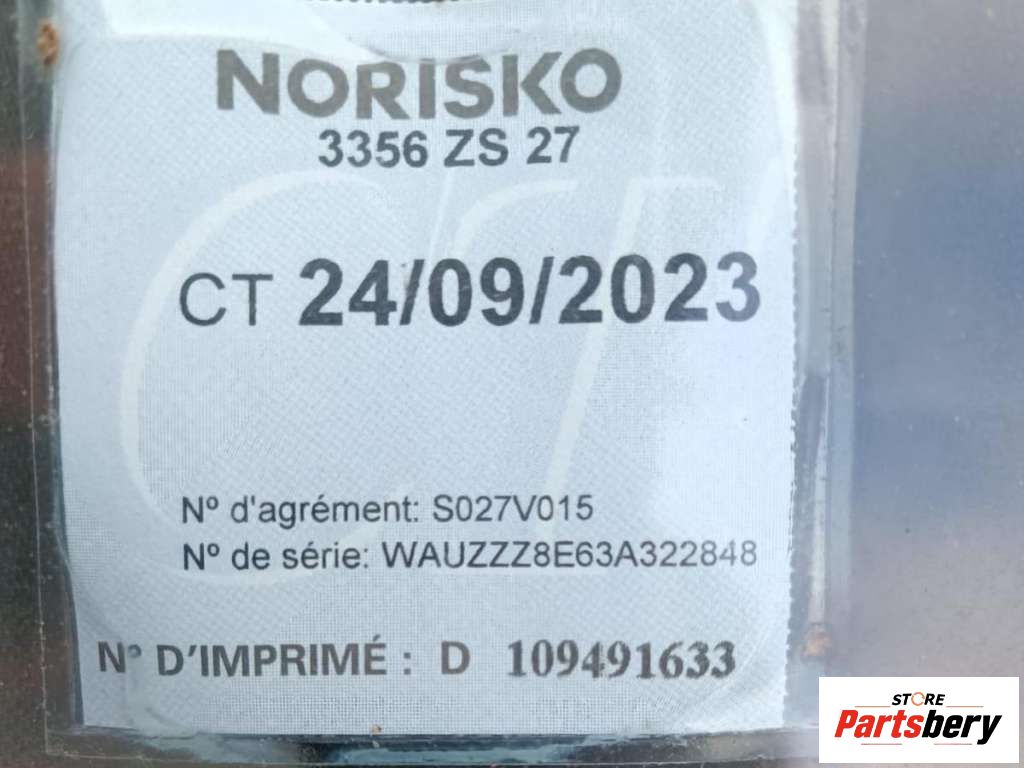 NORISKO
3356 ZS 27
CT 24/09/2023
N° d'agrément: S027V015
N° de série: WAUZZZ8E63A322848
N° D'IMPRIMÉ : D 109491633
STORE
Partsbery